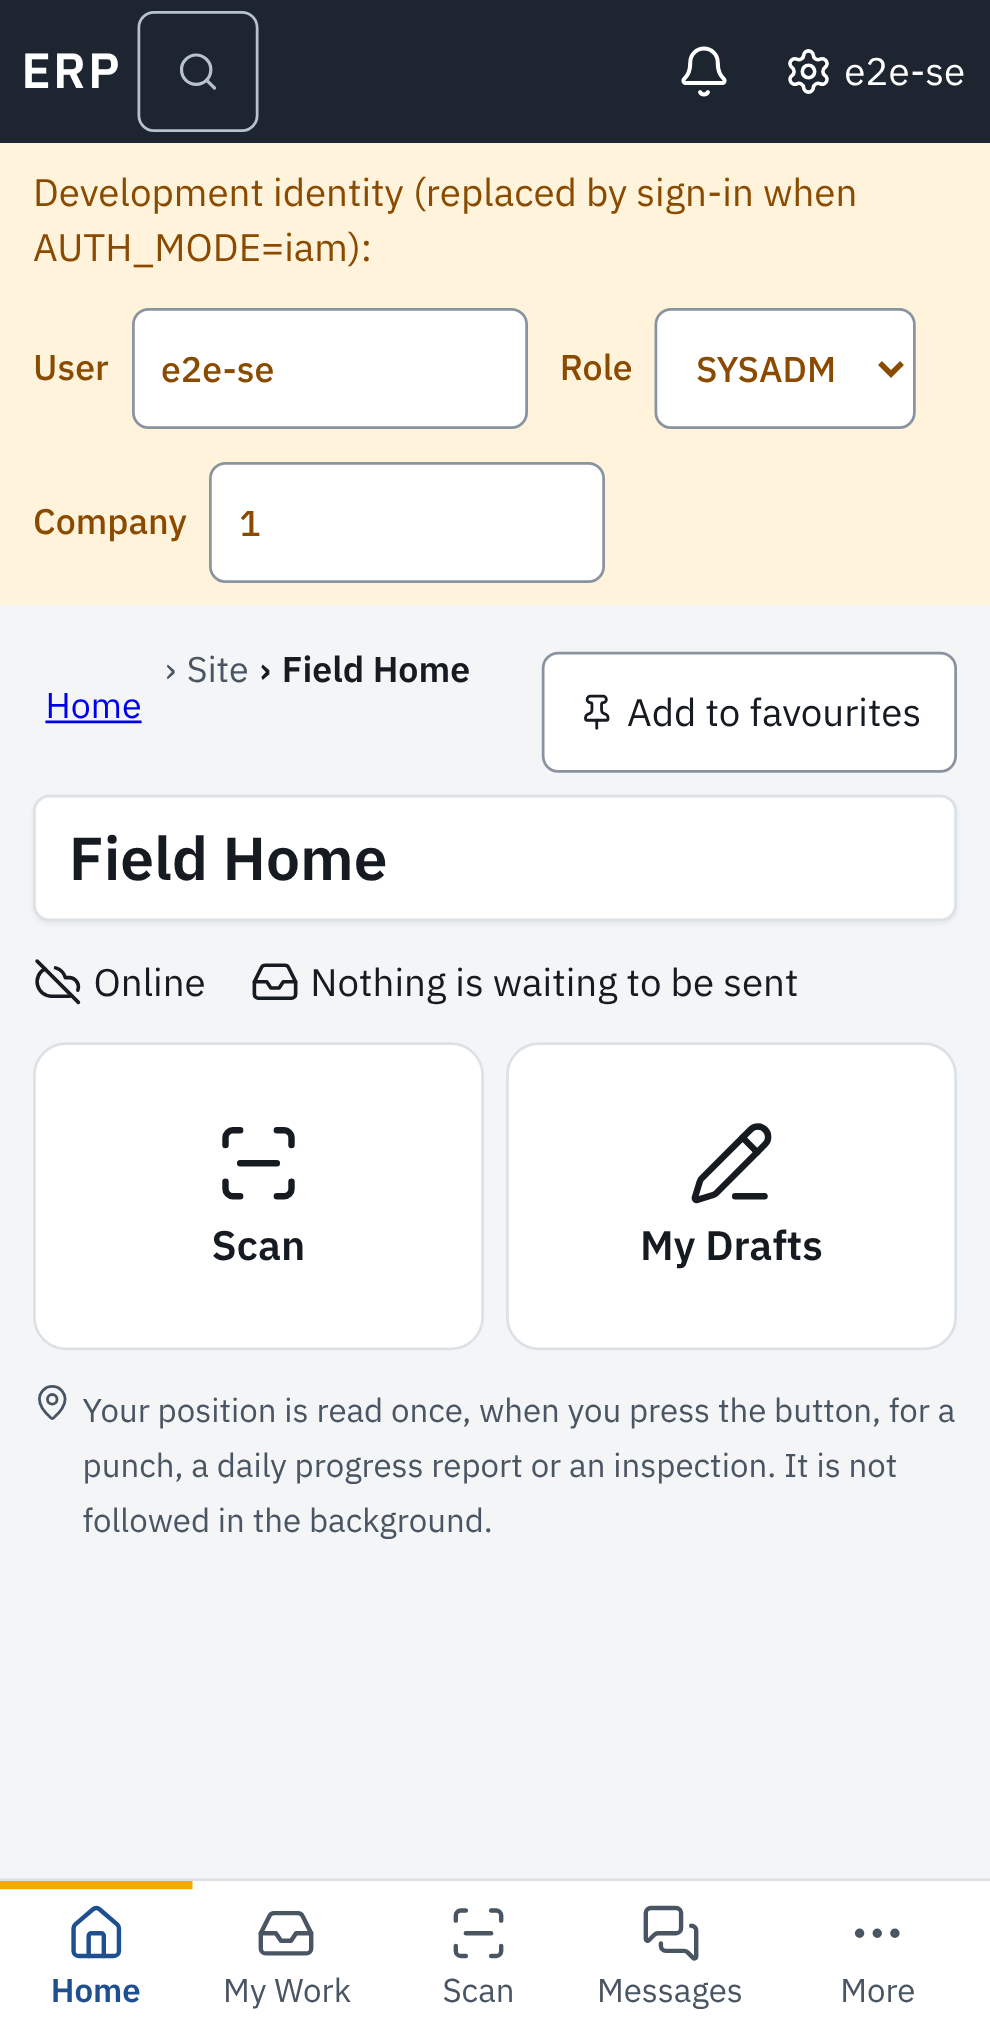 ERP
e2e-se
Development identity (replaced by sign-in when
AUTH_MODE=iam):
User e2e-se Role SYSADM
Company 1
Home › Site › Field Home
Add to favourites
Field Home
Online Nothing is waiting to be sent
Scan My Drafts
Your position is read once, when you press the button, for a
punch, a daily progress report or an inspection. It is not
followed in the background.
Home My Work Scan Messages More